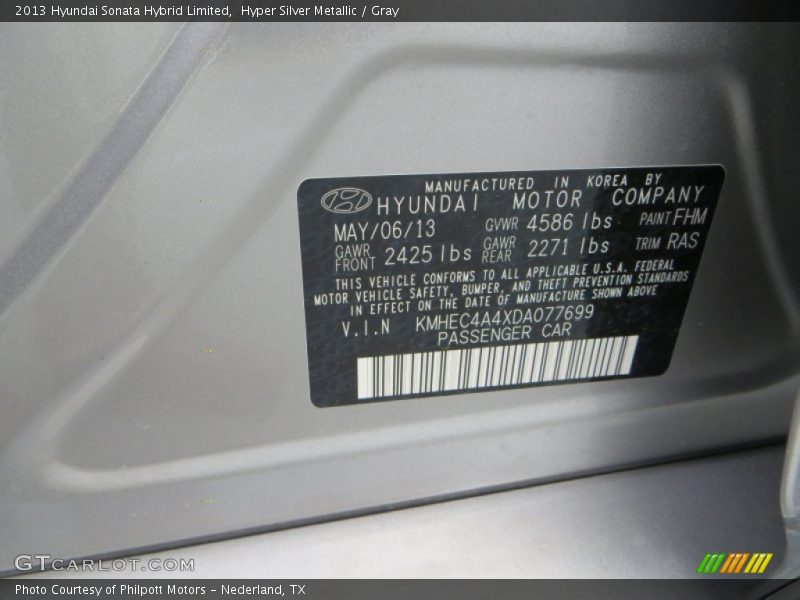 2013 Hyundai Sonata Hybrid Limited,  Hyper Silver Metallic / Gray
MANUFACTURED IN KOREA BY
HYUNDAI MOTOR COMPANY
MAY/06/13 GVWR 4586 lbs PAINT FHM
GAWR FRONT 2425 lbs GAWR REAR 2271 lbs TRIM RAS
THIS VEHICLE CONFORMS TO ALL APPLICABLE U.S.A. FEDERAL
MOTOR VEHICLE SAFETY, BUMPER, AND THEFT PREVENTION STANDARDS
IN EFFECT ON THE DATE OF MANUFACTURE SHOWN ABOVE
V.I.N KMHEC4A4XDA077699
PASSENGER CAR
GTCARLOT.COM
Photo Courtesy of Philpott Motors - Nederland, TX